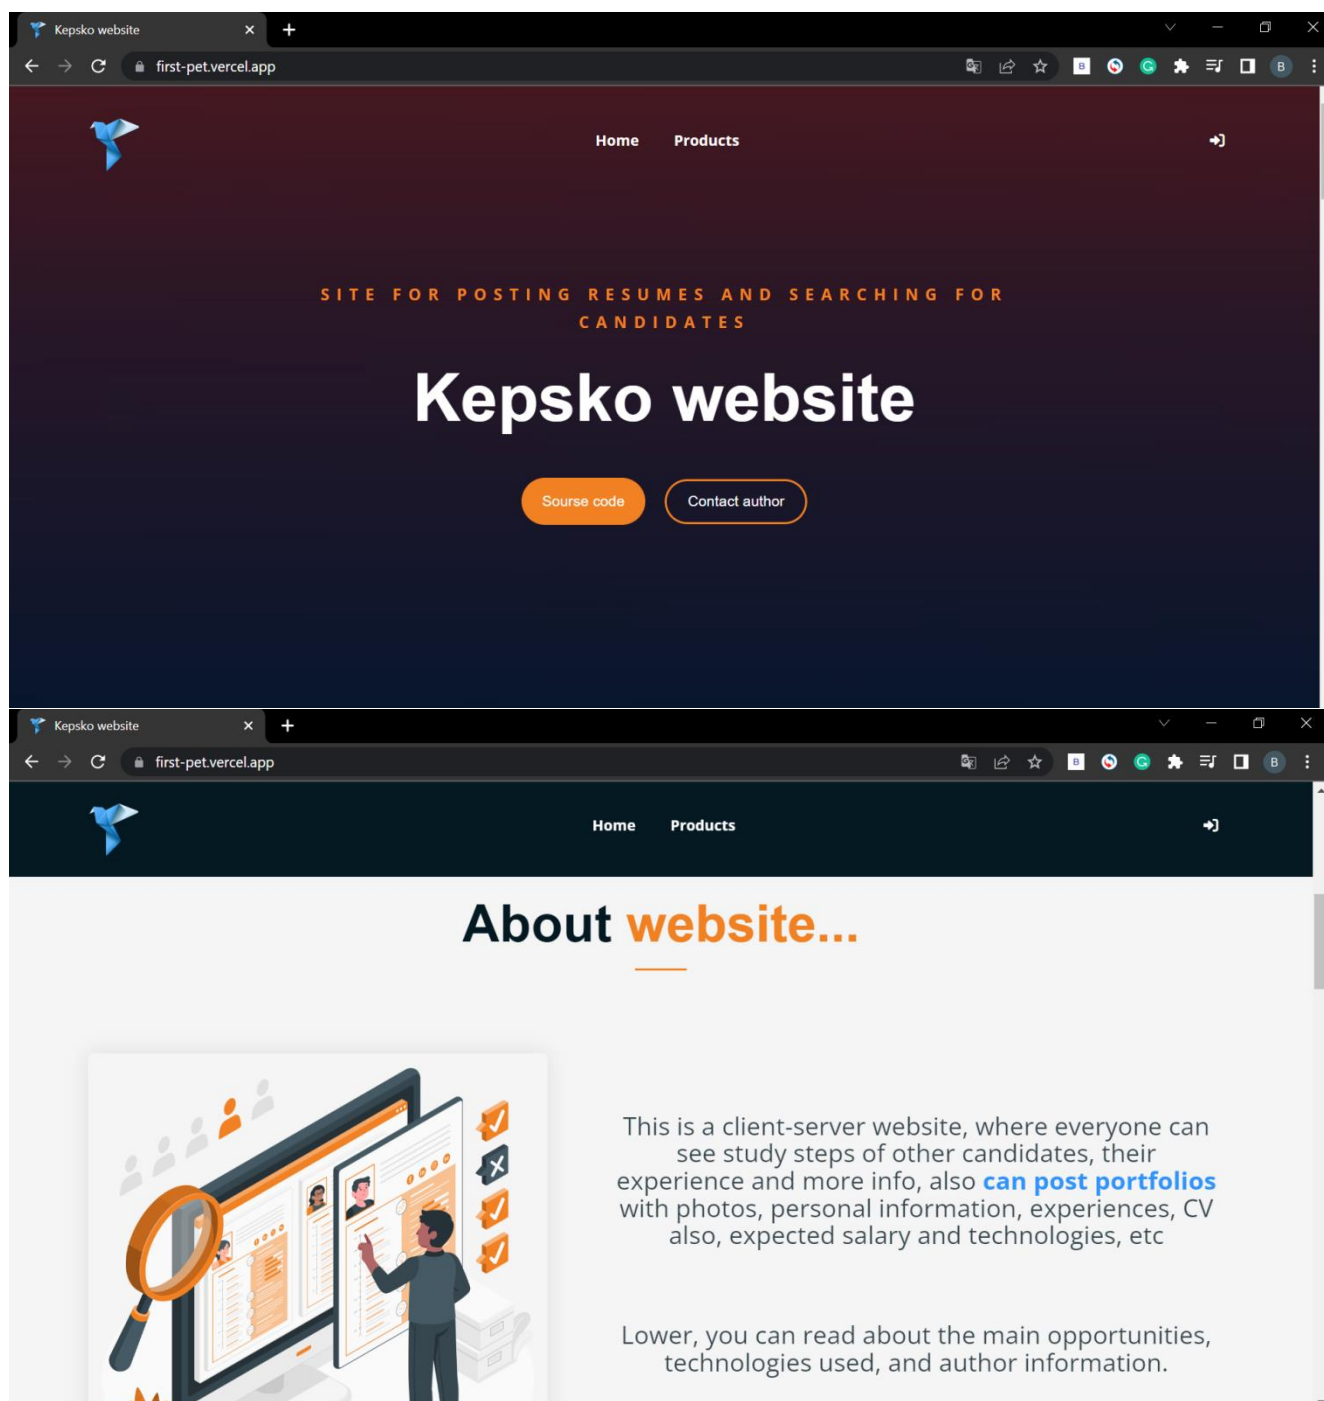 Kepsko website
first-pet.vercel.app
B
G
B
Home Products
SITE FOR POSTING RESUMES AND SEARCHING FOR
CANDIDATES
Kepsko website
Sourse code Contact author
Kepsko website
first-pet.vercel.app
B
G
B
Home Products
About website...
This is a client-server website, where everyone can
see study steps of other candidates, their
experience and more info, also can post portfolios
with photos, personal information, experiences, CV
also, expected salary and technologies, etc
Lower, you can read about the main opportunities,
technologies used, and author information.